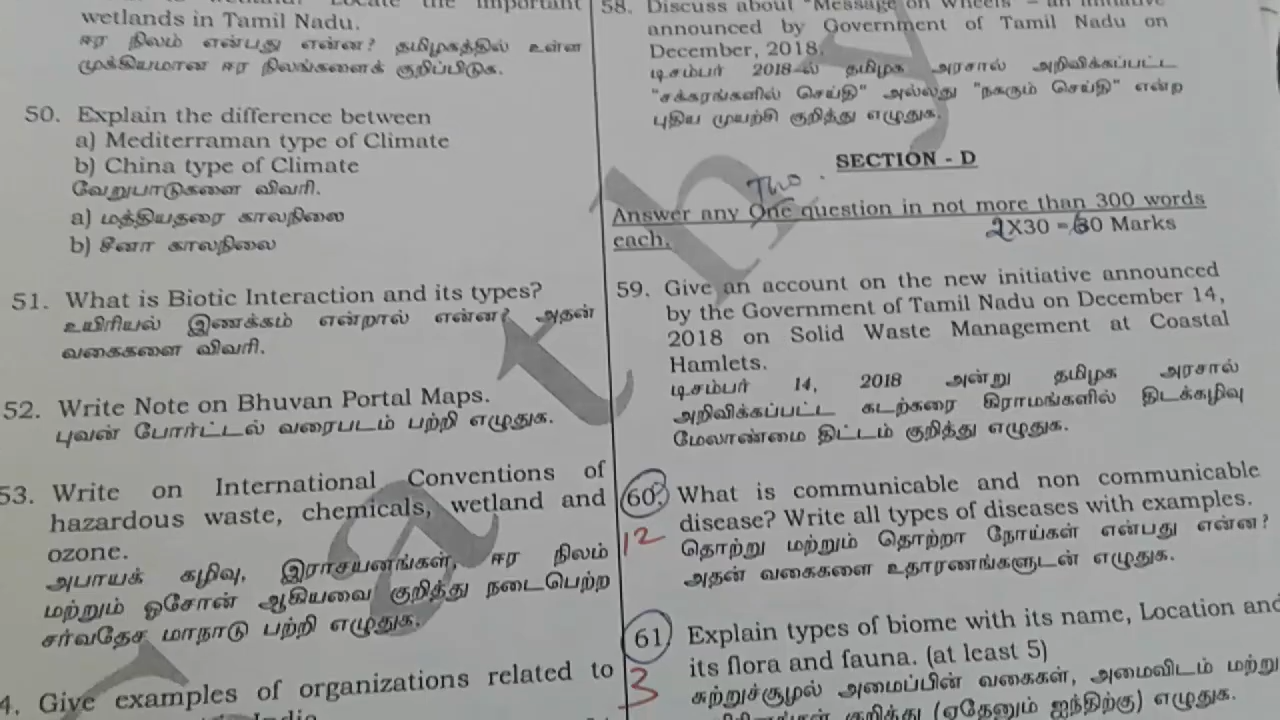 wetlands in Tamil Nadu.
ஈர நிலம் என்பது என்ன? தமிழகத்தில் உள்ள
முக்கியமான ஈர நிலங்களைக் குறிப்பிடுக.
50. Explain the difference between
a) Mediterraman type of Climate
b) China type of Climate
வேறுபாடுகளை விவரி.
a) மத்தியதரை காலநிலை
b) சீனா காலநிலை
51. What is Biotic Interaction and its types?
உயிரியல் இணக்கம் என்றால் என்ன? அதன்
வகைகளை விவரி.
52. Write Note on Bhuvan Portal Maps.
புவன் போர்ட்டல் வரைபடம் பற்றி எழுதுக.
53. Write on International Conventions of
hazardous waste, chemicals, wetland and
ozone.
அபாயக் கழிவு, இராசயனங்கள், ஈர நிலம்
மற்றும் ஓசோன் ஆகியவை குறித்து நடைபெற்ற
சர்வதேச மாநாடு பற்றி எழுதுக.
4. Give examples of organizations related to
India
58. Discuss about "Message on Wheels" – an initiative
announced by Government of Tamil Nadu on
December, 2018.
டிசம்பர் 2018-ல் தமிழக அரசால் அறிவிக்கப்பட்ட
"சக்கரங்களில் செய்தி" அல்லது "நகரும் செய்தி" என்ற
புதிய முயற்சி குறித்து எழுதுக.
SECTION - D
Two
Answer any One question in not more than 300 words
each. 2X30 = 60 Marks
59. Give an account on the new initiative announced
by the Government of Tamil Nadu on December 14,
2018 on Solid Waste Management at Coastal
Hamlets.
டிசம்பர் 14, 2018 அன்று தமிழக அரசால்
அறிவிக்கப்பட்ட கடற்கரை கிராமங்களில் திடக்கழிவு
மேலாண்மை திட்டம் குறித்து எழுதுக.
60. What is communicable and non communicable
disease? Write all types of diseases with examples.
12
தொற்று மற்றும் தொற்றா நோய்கள் என்பது என்ன?
அதன் வகைகளை உதாரணங்களுடன் எழுதுக.
61 Explain types of biome with its name, Location and
its flora and fauna. (at least 5)
3
சுற்றுச்சூழல் அமைப்பின் வகைகள், அமைவிடம் மற்று
குறித்து (ஏதேனும் ஐந்திற்கு) எழுதுக.